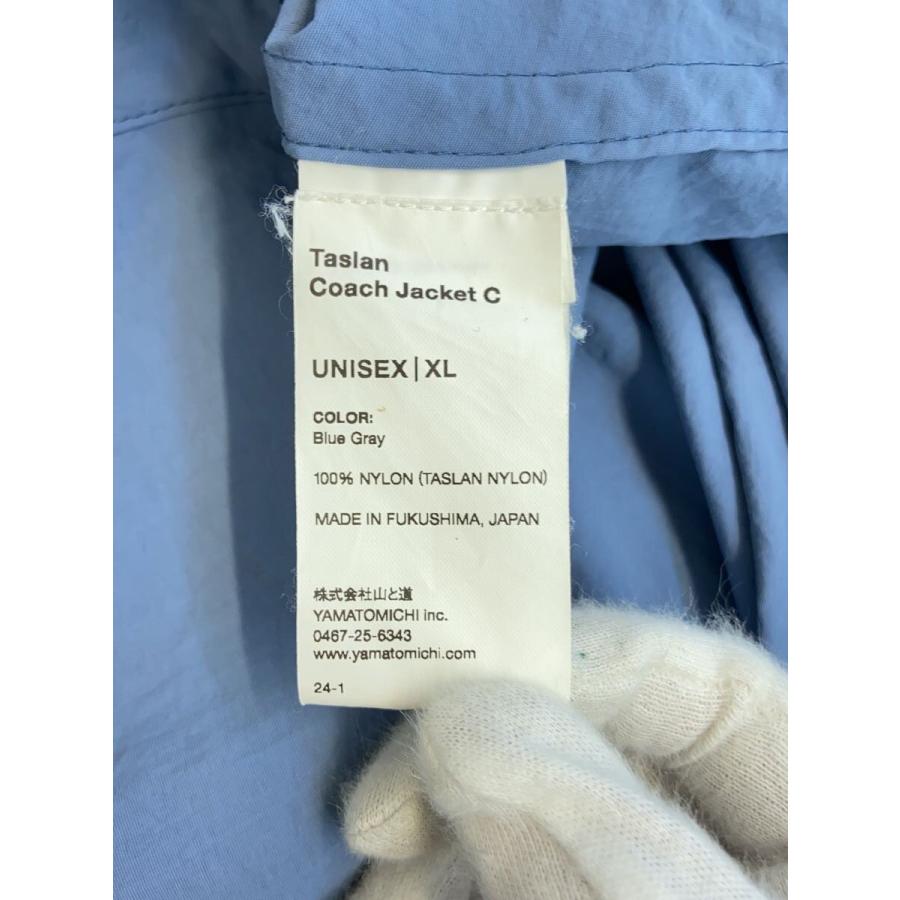 Taslan
Coach Jacket C
UNISEX|XL
COLOR:
Blue Gray
100% NYLON (TASLAN NYLON)
MADE IN FUKUSHIMA, JAPAN
株式会社山と道
YAMATOMICHI inc.
0467-25-6343
www.yamatomichi.com
24-1